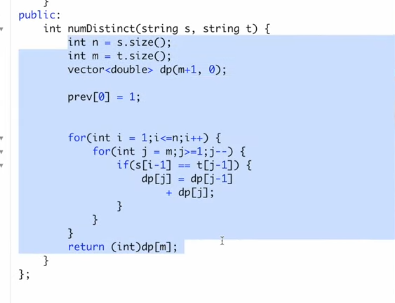 }
public:
int numDistinct(string s, string t) {
int n = s.size();
int m = t.size();
vector<double> dp(m+1, 0);
prev[0] = 1;
for(int i = 1;i<=n;i++) {
for(int j = m;j>=1;j--) {
if(s[i-1] == t[j-1]) {
dp[j] = dp[j-1]
+ dp[j];
}
}
}
return (int)dp[m];
}
};